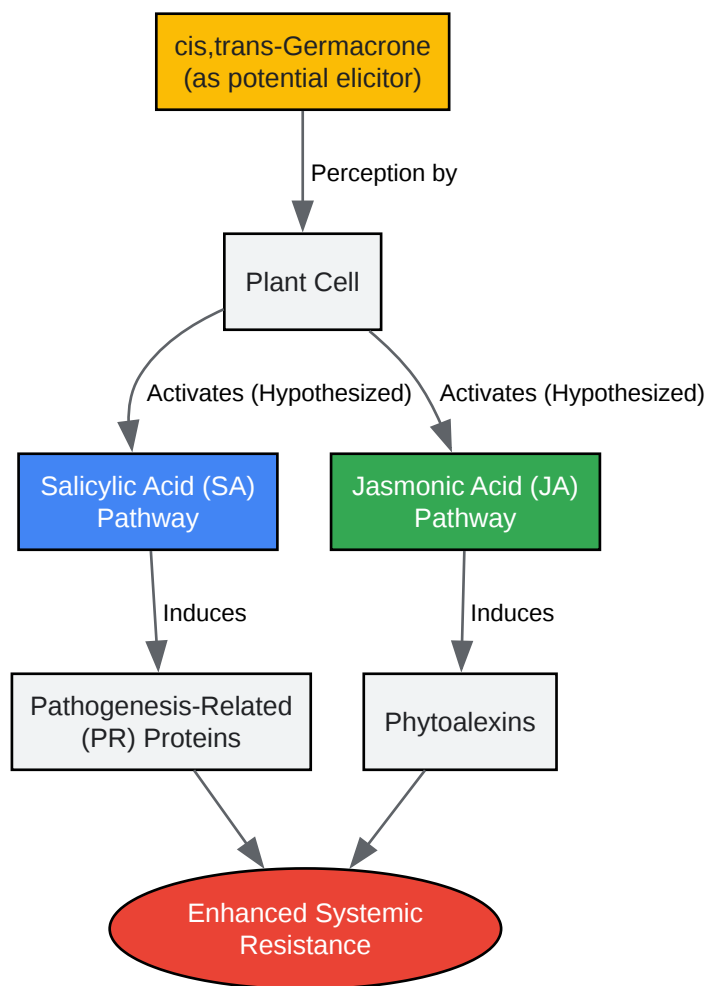 cis,trans-Germacrone
(as potential elicitor)
Perception by
Plant Cell
Activates (Hypothesized)
Activates (Hypothesized)
Salicylic Acid (SA)
Pathway
Jasmonic Acid (JA)
Pathway
Induces
Induces
Pathogenesis-Related
(PR) Proteins
Phytoalexins
Enhanced Systemic
Resistance